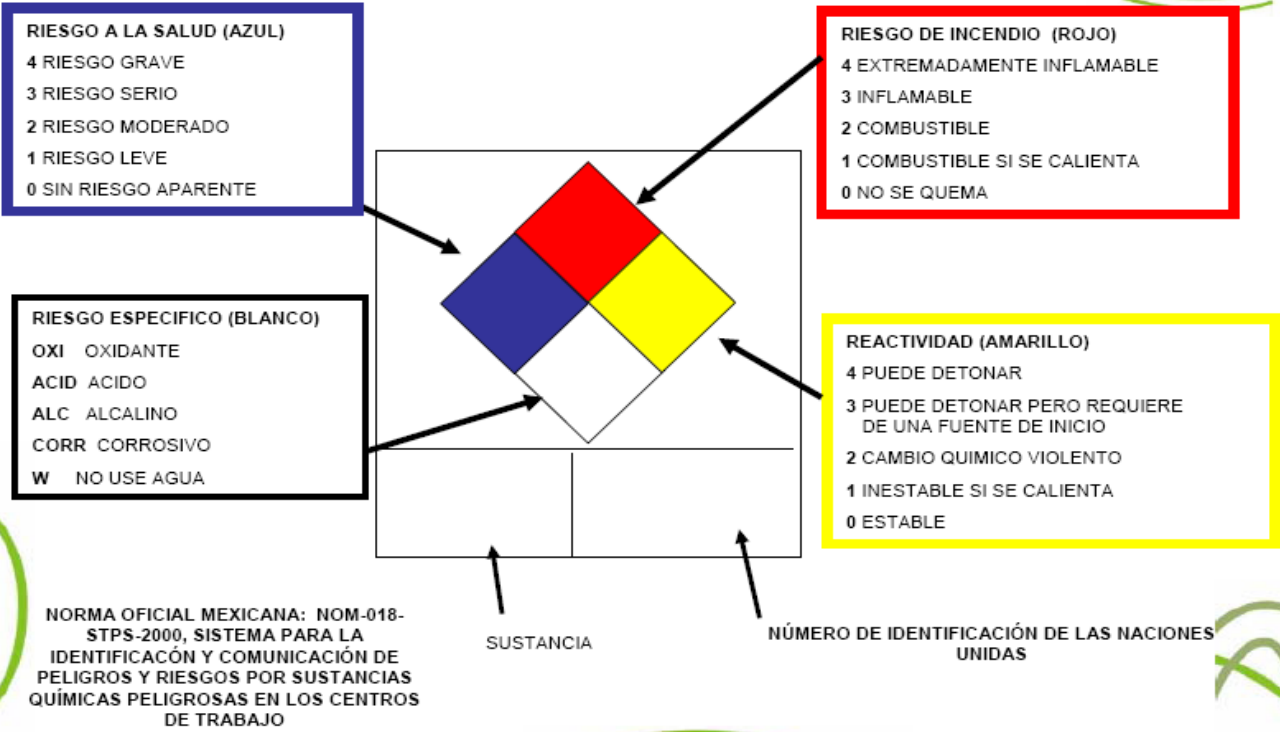 RIESGO A LA SALUD (AZUL)
4 RIESGO GRAVE
3 RIESGO SERIO
2 RIESGO MODERADO
1 RIESGO LEVE
0 SIN RIESGO APARENTE
RIESGO DE INCENDIO (ROJO)
4 EXTREMADAMENTE INFLAMABLE
3 INFLAMABLE
2 COMBUSTIBLE
1 COMBUSTIBLE SI SE CALIENTA
0 NO SE QUEMA
RIESGO ESPECIFICO (BLANCO)
OXI OXIDANTE
ACID ACIDO
ALC ALCALINO
CORR CORROSIVO
W NO USE AGUA
REACTIVIDAD (AMARILLO)
4 PUEDE DETONAR
3 PUEDE DETONAR PERO REQUIERE
DE UNA FUENTE DE INICIO
2 CAMBIO QUIMICO VIOLENTO
1 INESTABLE SI SE CALIENTA
0 ESTABLE
NORMA OFICIAL MEXICANA: NOM-018-
STPS-2000, SISTEMA PARA LA
IDENTIFICACÓN Y COMUNICACIÓN DE
PELIGROS Y RIESGOS POR SUSTANCIAS
QUÍMICAS PELIGROSAS EN LOS CENTROS
DE TRABAJO
SUSTANCIA
NÚMERO DE IDENTIFICACIÓN DE LAS NACIONES
UNIDAS